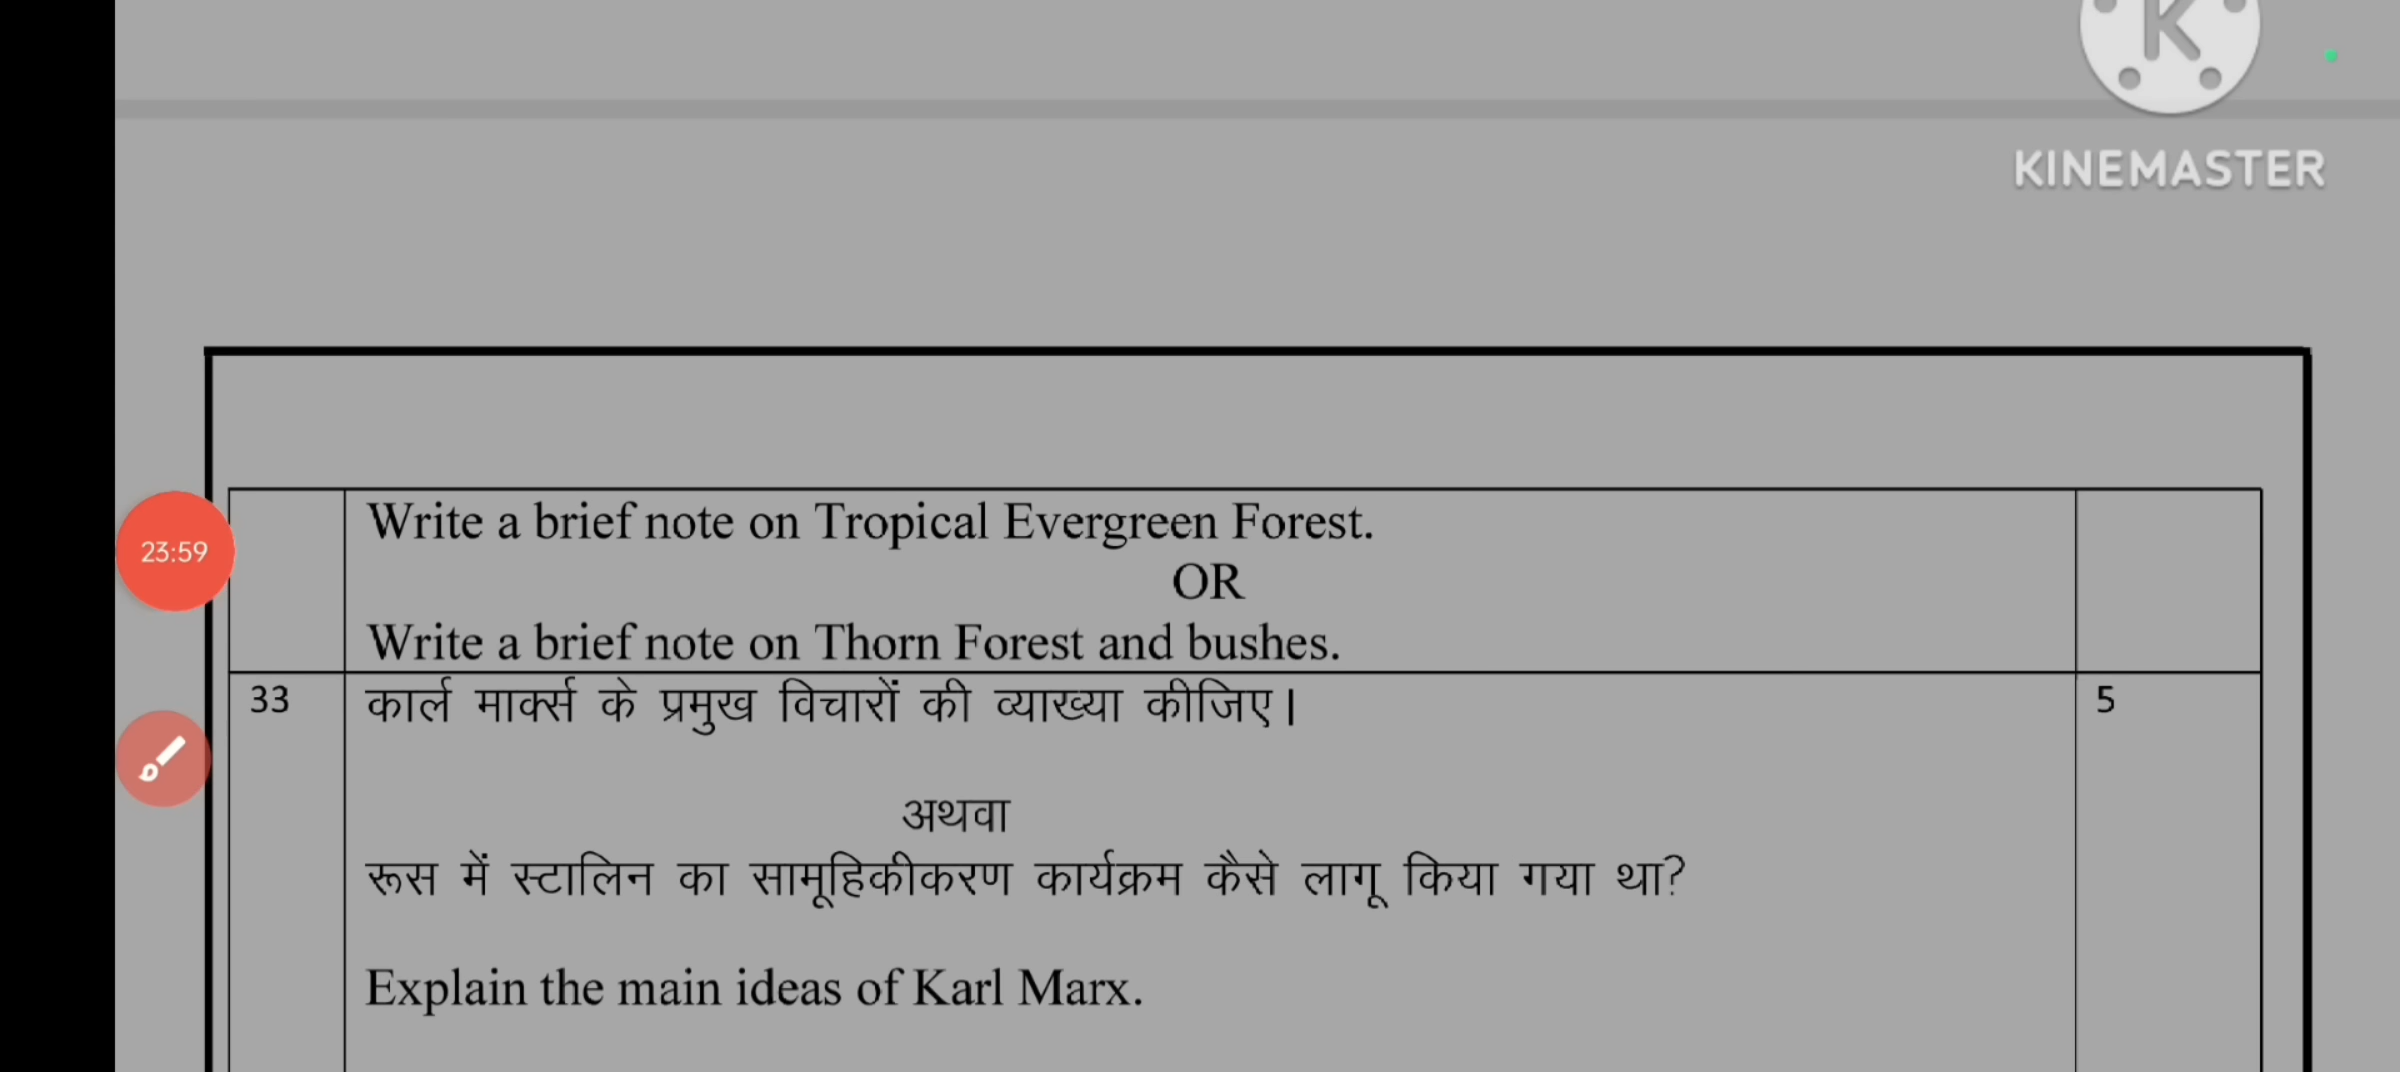 K
KINEMASTER
Write a brief note on Tropical Evergreen Forest.
OR
23:59
Write a brief note on Thorn Forest and bushes.
33 कार्ल मार्क्स के प्रमुख विचारों की व्याख्या कीजिए। 5
अथवा
रूस में स्टालिन का सामूहिकीकरण कार्यक्रम कैसे लागू किया गया था?
Explain the main ideas of Karl Marx.